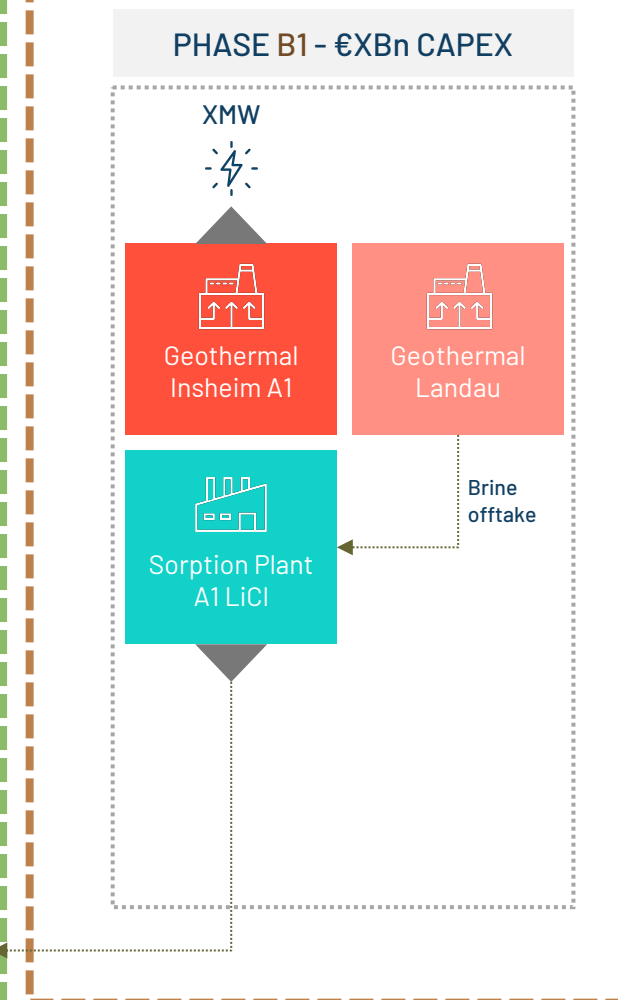 PHASE B1 - €XBn CAPEX
XMW
Geothermal
Insheim A1
Geothermal
Landau
Brine
offtake
Sorption Plant
A1 LiCl